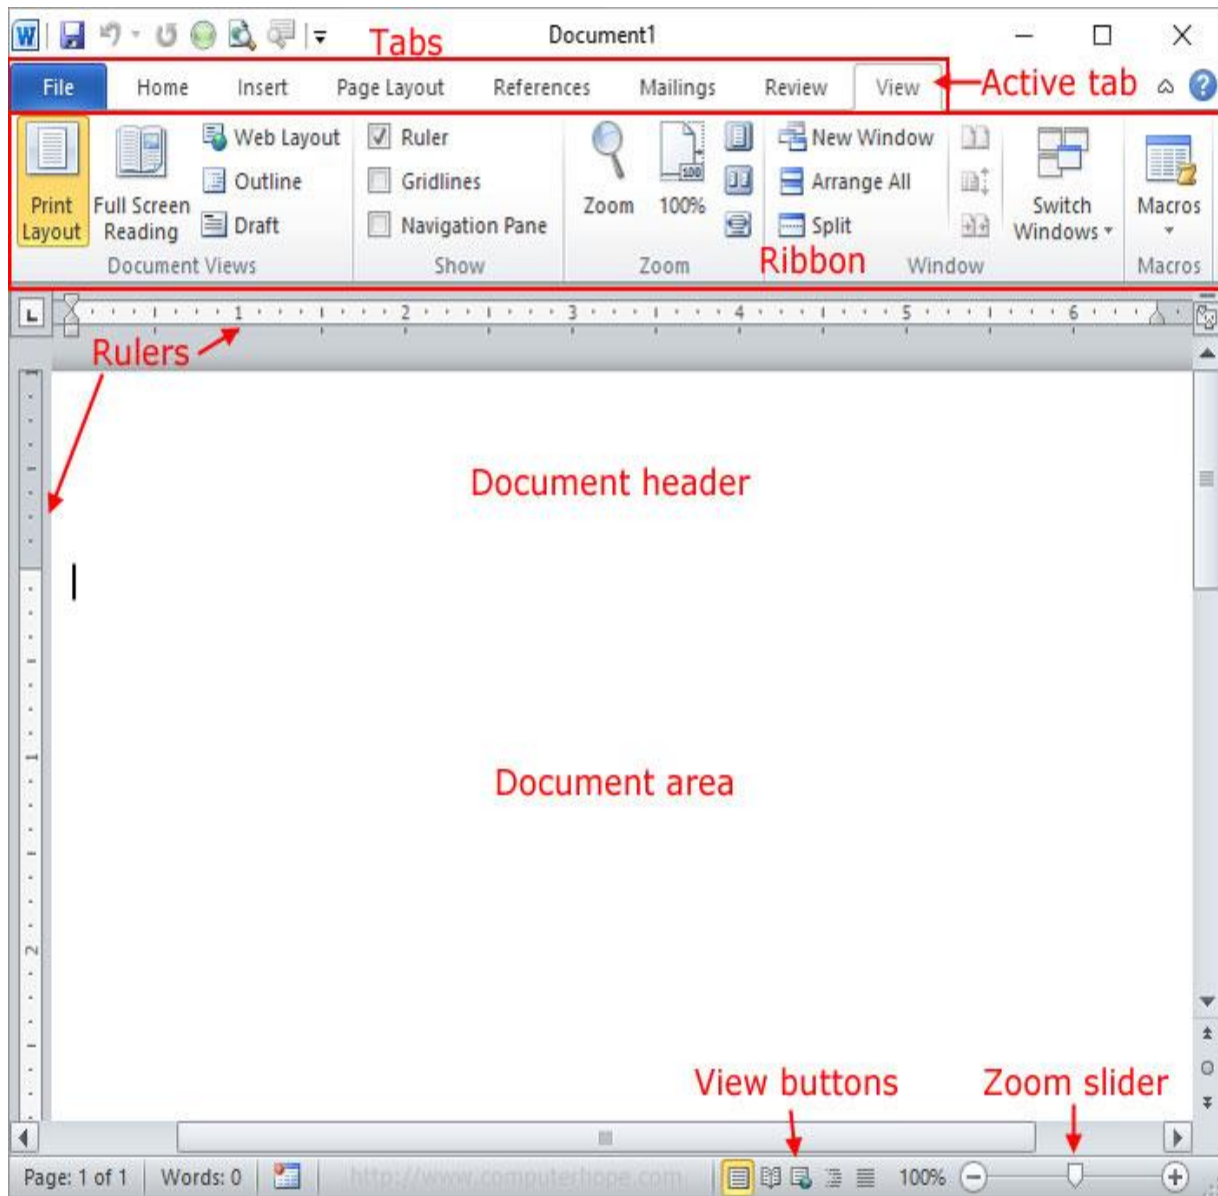 W
Tabs
Document1
File Home Insert Page Layout References Mailings Review View
Active tab
?
Web Layout Ruler New Window
Outline Gridlines Arrange All
Print Layout
Full Screen Reading
Draft Navigation Pane
Zoom 100%
100
Split
Switch Windows
Macros
Document Views Show Zoom Window Macros
Ribbon
L
1 2 3 4 5 6
Rulers
Document header
1
Document area
2
View buttons
Zoom slider
Page: 1 of 1 Words: 0 http://www.computerhope.com 100%